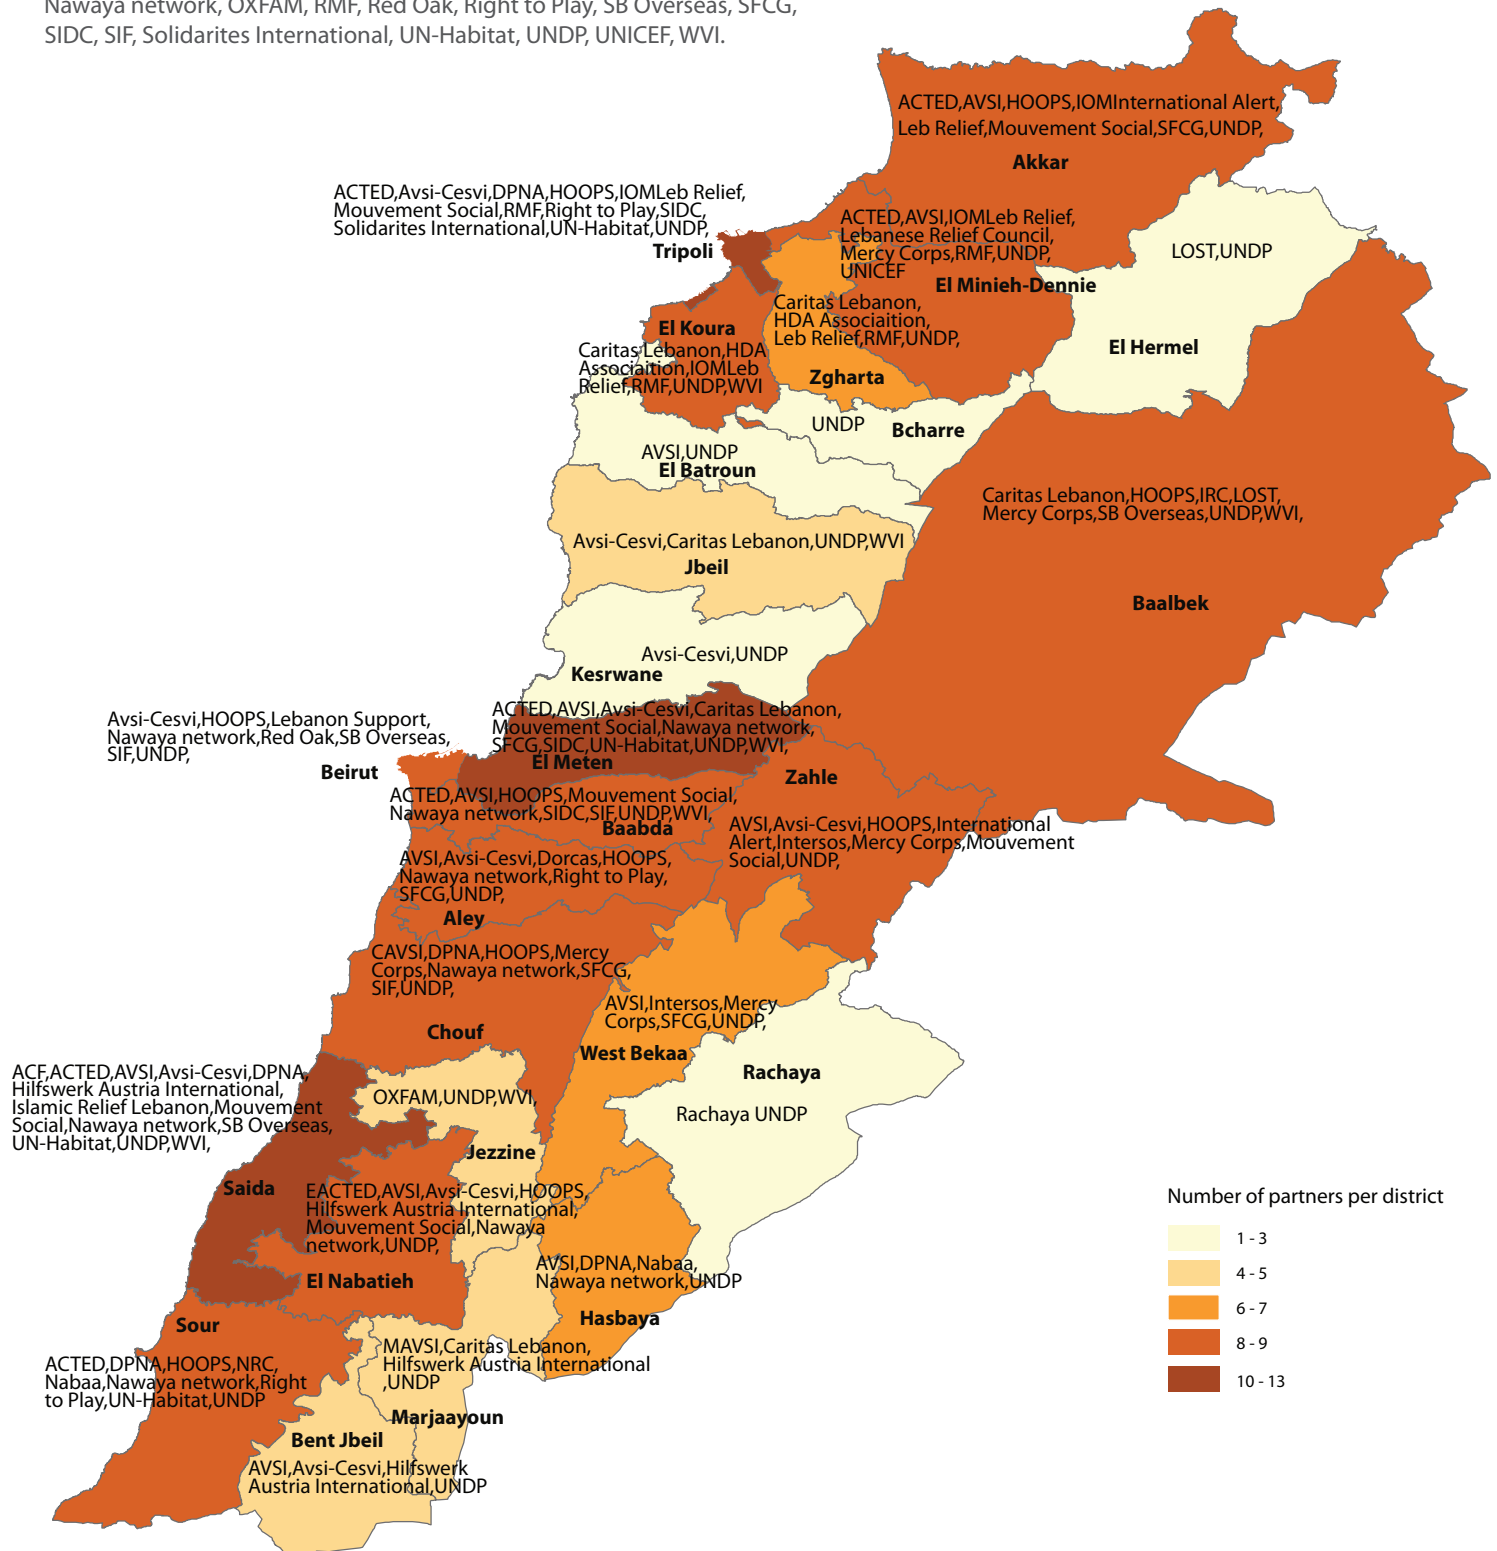 Nawaya network, OXFAM, RMF, Red Oak, Right to Play, SB Overseas, SFCG,
SIDC, SIF, Solidarites International, UN-Habitat, UNDP, UNICEF, WVI.
ACTED,AVSI,HOOPS,IOMInternational Alert,
Leb Relief,Mouvement Social,SFCG,UNDP,
Akkar
ACTED,Avsi-Cesvi,DPNA,HOOPS,IOMLeb Relief,
Mouvement Social,RMF,Right to Play,SIDC,
Solidarites International,UN-Habitat,UNDP,
Tripoli
ACTED,AVSI,IOMLeb Relief,
Lebanese Relief Council,
Mercy Corps,RMF,UNDP,
UNICEF
El Minieh-Dennie
LOST,UNDP
El Hermel
Caritas Lebanon,
HDA Associaition,
Leb Relief,RMF,UNDP,
Zgharta
El Koura
Caritas Lebanon,HDA
Associaition,IOMLeb
Relief,RMF,UNDP,WVI
UNDP
Bcharre
AVSI,UNDP
El Batroun
Caritas Lebanon,HOOPS,IRC,LOST,
Mercy Corps,SB Overseas,UNDP,WVI,
Baalbek
Avsi-Cesvi,Caritas Lebanon,UNDP,WVI
Jbeil
Avsi-Cesvi,UNDP
Kesrwane
ACTED,AVSI,Avsi-Cesvi,Caritas Lebanon,
Mouvement Social,Nawaya network,
SFCG,SIDC,UN-Habitat,UNDP,WVI,
El Meten
Avsi-Cesvi,HOOPS,Lebanon Support,
Nawaya network,Red Oak,SB Overseas,
SIF,UNDP,
Beirut
Zahle
ACTED,AVSI,HOOPS,Mouvement Social,
Nawaya network,SIDC,SIF,UNDP,WVI,
Baabda
AVSI,Avsi-Cesvi,HOOPS,International
Alert,Intersos,Mercy Corps,Mouvement
Social,UNDP,
AVSI,Avsi-Cesvi,Dorcas,HOOPS,
Nawaya network,Right to Play,
SFCG,UNDP,
Aley
CAVSI,DPNA,HOOPS,Mercy
Corps,Nawaya network,SFCG,
SIF,UNDP,
Chouf
AVSI,Intersos,Mercy
Corps,SFCG,UNDP,
West Bekaa
Rachaya
Rachaya UNDP
ACF,ACTED,AVSI,Avsi-Cesvi,DPNA,
Hilfswerk Austria International,
Islamic Relief Lebanon,Mouvement
Social,Nawaya network,SB Overseas,
UN-Habitat,UNDP,WVI,
Saida
OXFAM,UNDP,WVI,
Jezzine
EACTED,AVSI,Avsi-Cesvi,HOOPS,
Hilfswerk Austria International,
Mouvement Social,Nawaya
network,UNDP,
El Nabatieh
AVSI,DPNA,Nabaa,
Nawaya network,UNDP
Hasbaya
Sour
ACTED,DPNA,HOOPS,NRC,
Nabaa,Nawaya network,Right
to Play,UN-Habitat,UNDP
MAVSI,Caritas Lebanon,
Hilfswerk Austria International
,UNDP
Marjaayoun
Bent Jbeil
AVSI,Avsi-Cesvi,Hilfswerk
Austria International,UNDP
Number of partners per district
1 - 3
4 - 5
6 - 7
8 - 9
10 - 13